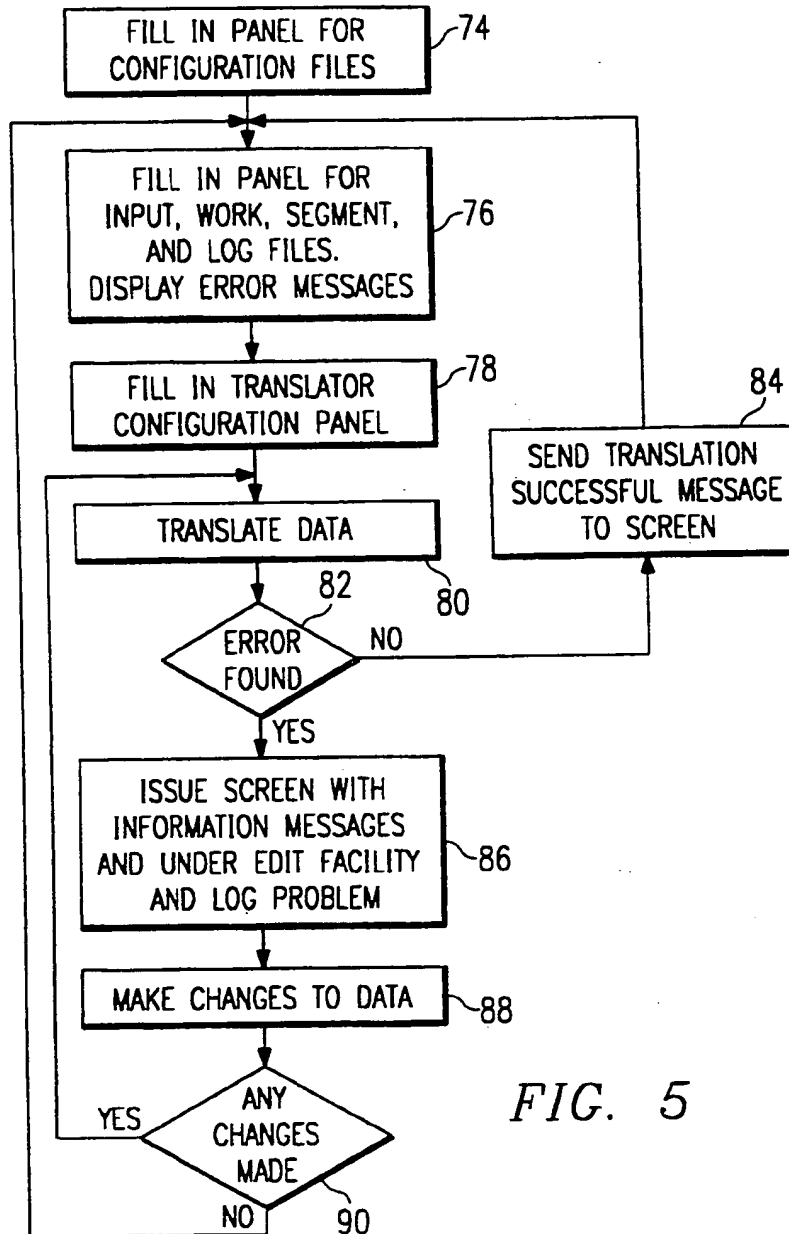 FILL IN PANEL FOR
CONFIGURATION FILES
74
FILL IN PANEL FOR
INPUT, WORK, SEGMENT,
AND LOG FILES.
DISPLAY ERROR MESSAGES
76
FILL IN TRANSLATOR
CONFIGURATION PANEL
78
84
SEND TRANSLATION
SUCCESSFUL MESSAGE
TO SCREEN
TRANSLATE DATA
80
82
ERROR
FOUND
NO
YES
ISSUE SCREEN WITH
INFORMATION MESSAGES
AND UNDER EDIT FACILITY
AND LOG PROBLEM
86
MAKE CHANGES TO DATA
88
YES
ANY
CHANGES
MADE
NO
90
FIG. 5